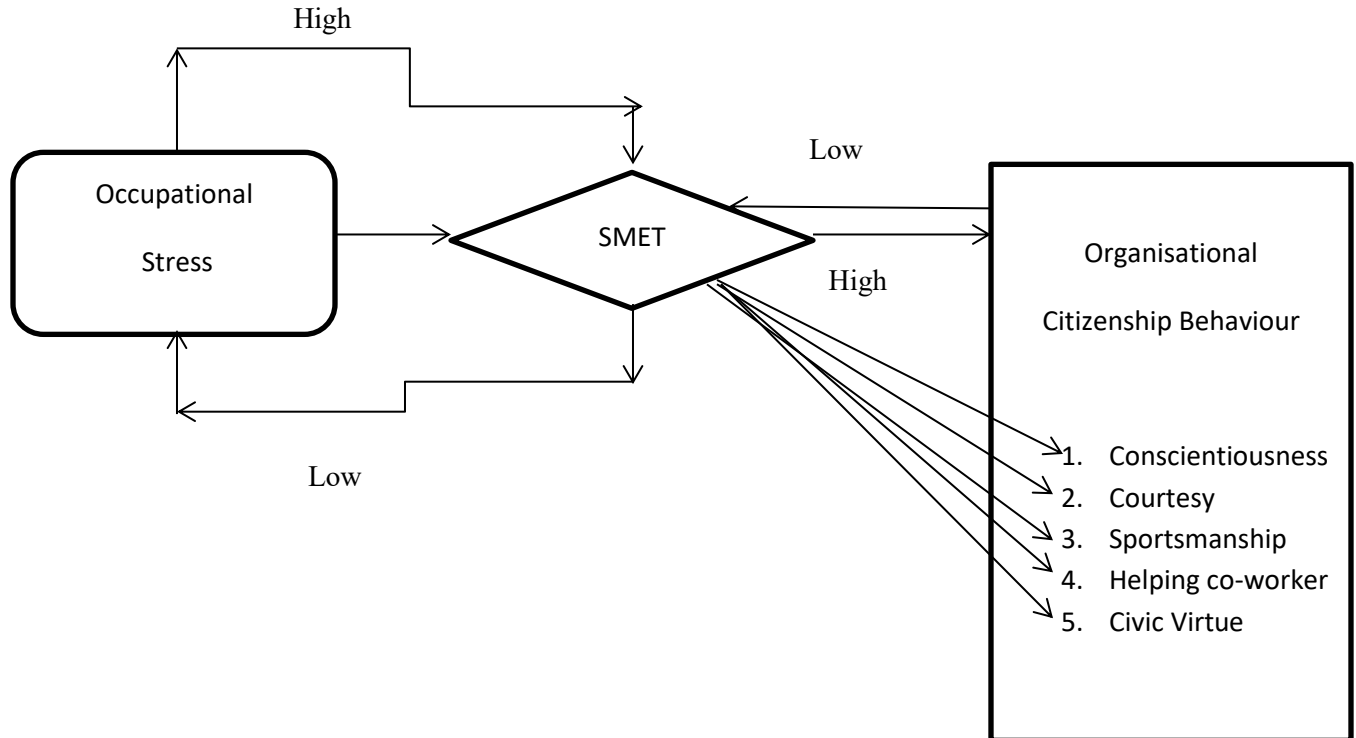 High
Occupational
Stress
SMET
Low
High
Low
Organisational
Citizenship Behaviour
1. Conscientiousness
2. Courtesy
3. Sportsmanship
4. Helping co-worker
5. Civic Virtue